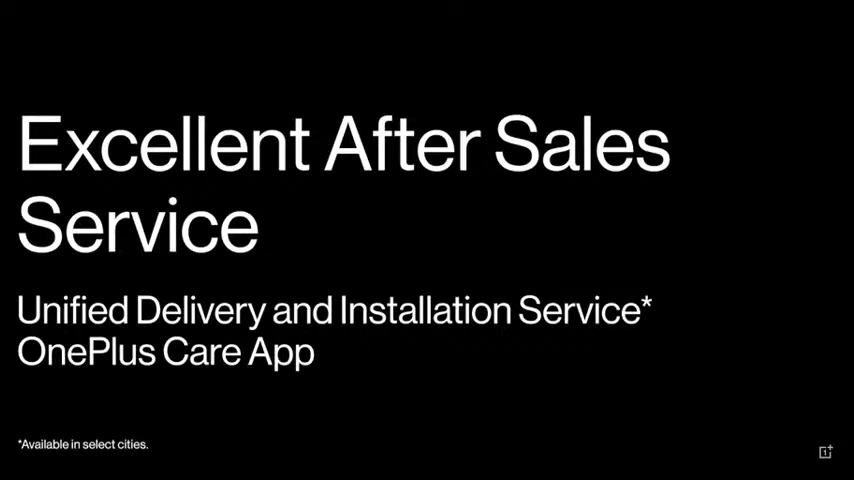 Excellent After Sales
Service
Unified Delivery and Installation Service*
OnePlus Care App
*Available in select cities.